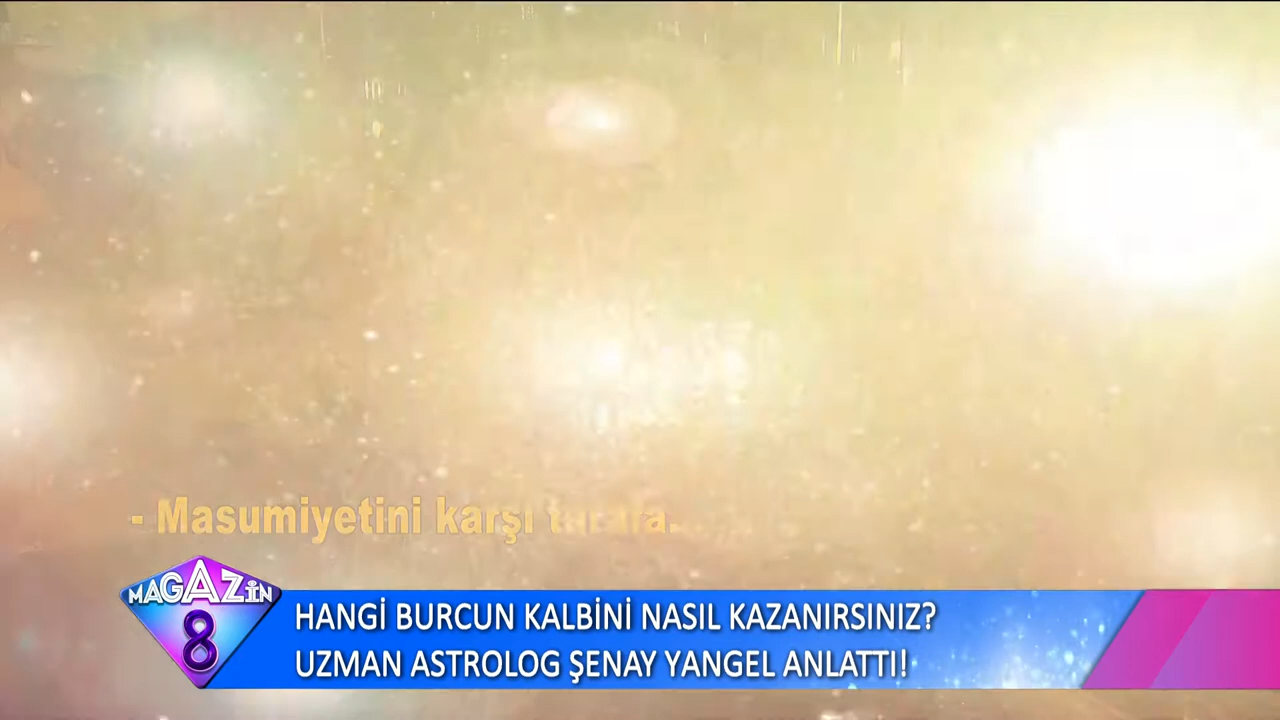 - Masumiyetini karşı
MAGAZİN
8
HANGİ BURCUN KALBİNİ NASIL KAZANIRSINIZ?
UZMAN ASTROLOG ŞENAY YANGEL ANLATTI!